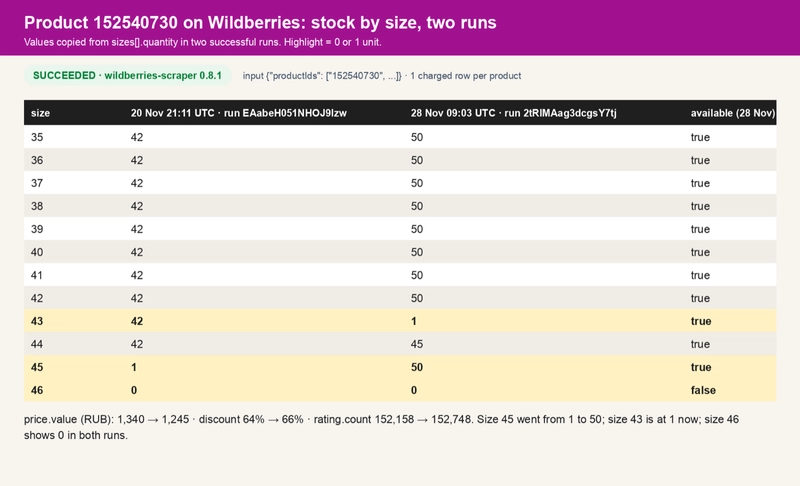 Product 152540730 on Wildberries: stock by size, two runs
Values copied from sizes[].quantity in two successful runs. Highlight = 0 or 1 unit.
SUCCEEDED · wildberries-scraper 0.8.1 input {"productIds": ["152540730", ...]} · 1 charged row per product
size 20 Nov 21:11 UTC · run EAabeH051NHOJ9Izw 28 Nov 09:03 UTC · run 2tRIMAag3dcgsY7tj available (28 Nov)
35 42 50 true
36 42 50 true
37 42 50 true
38 42 50 true
39 42 50 true
40 42 50 true
41 42 50 true
42 42 50 true
43 42 1 true
44 42 45 true
45 1 50 true
46 0 0 false
price.value (RUB): 1,340 → 1,245 · discount 64% → 66% · rating.count 152,158 → 152,748. Size 45 went from 1 to 50; size 43 is at 1 now; size 46
shows 0 in both runs.